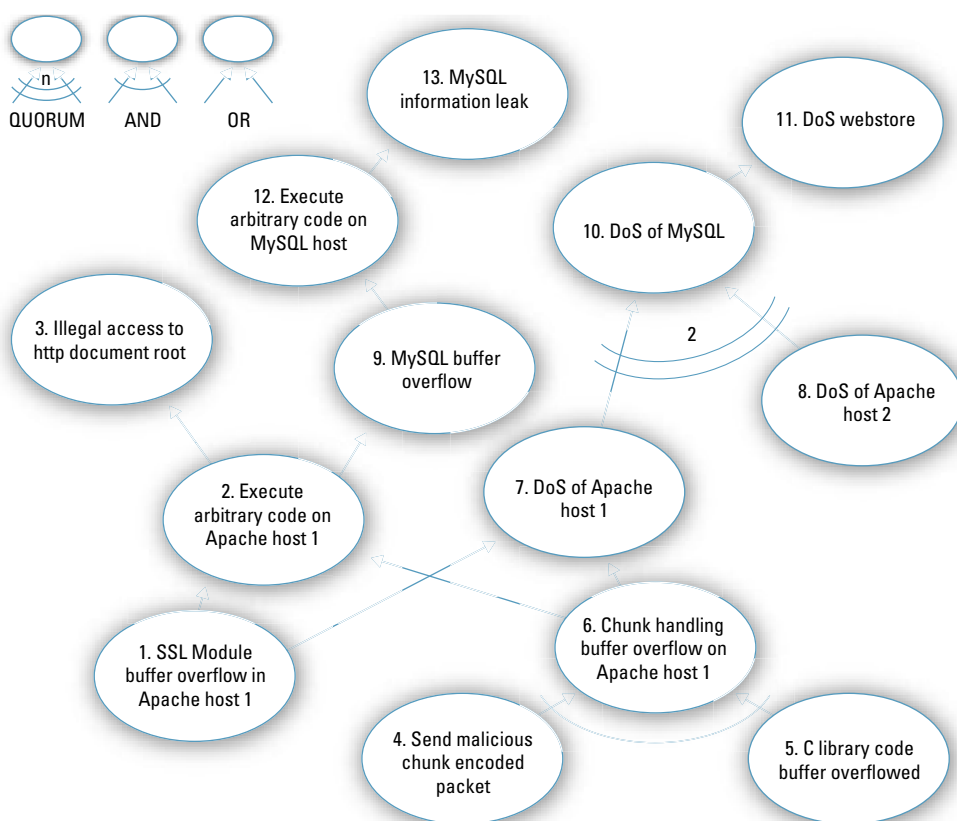 n
QUORUM
AND
OR
13. MySQL
information leak
11. DoS webstore
12. Execute
arbitrary code on
MySQL host
10. DoS of MySQL
3. Illegal access to
http document root
9. MySQL buffer
overflow
2
8. DoS of Apache
host 2
2. Execute
arbitrary code on
Apache host 1
7. DoS of Apache
host 1
1. SSL Module
buffer overflow in
Apache host 1
6. Chunk handling
buffer overflow on
Apache host 1
4. Send malicious
chunk encoded
packet
5. C library code
buffer overflowed